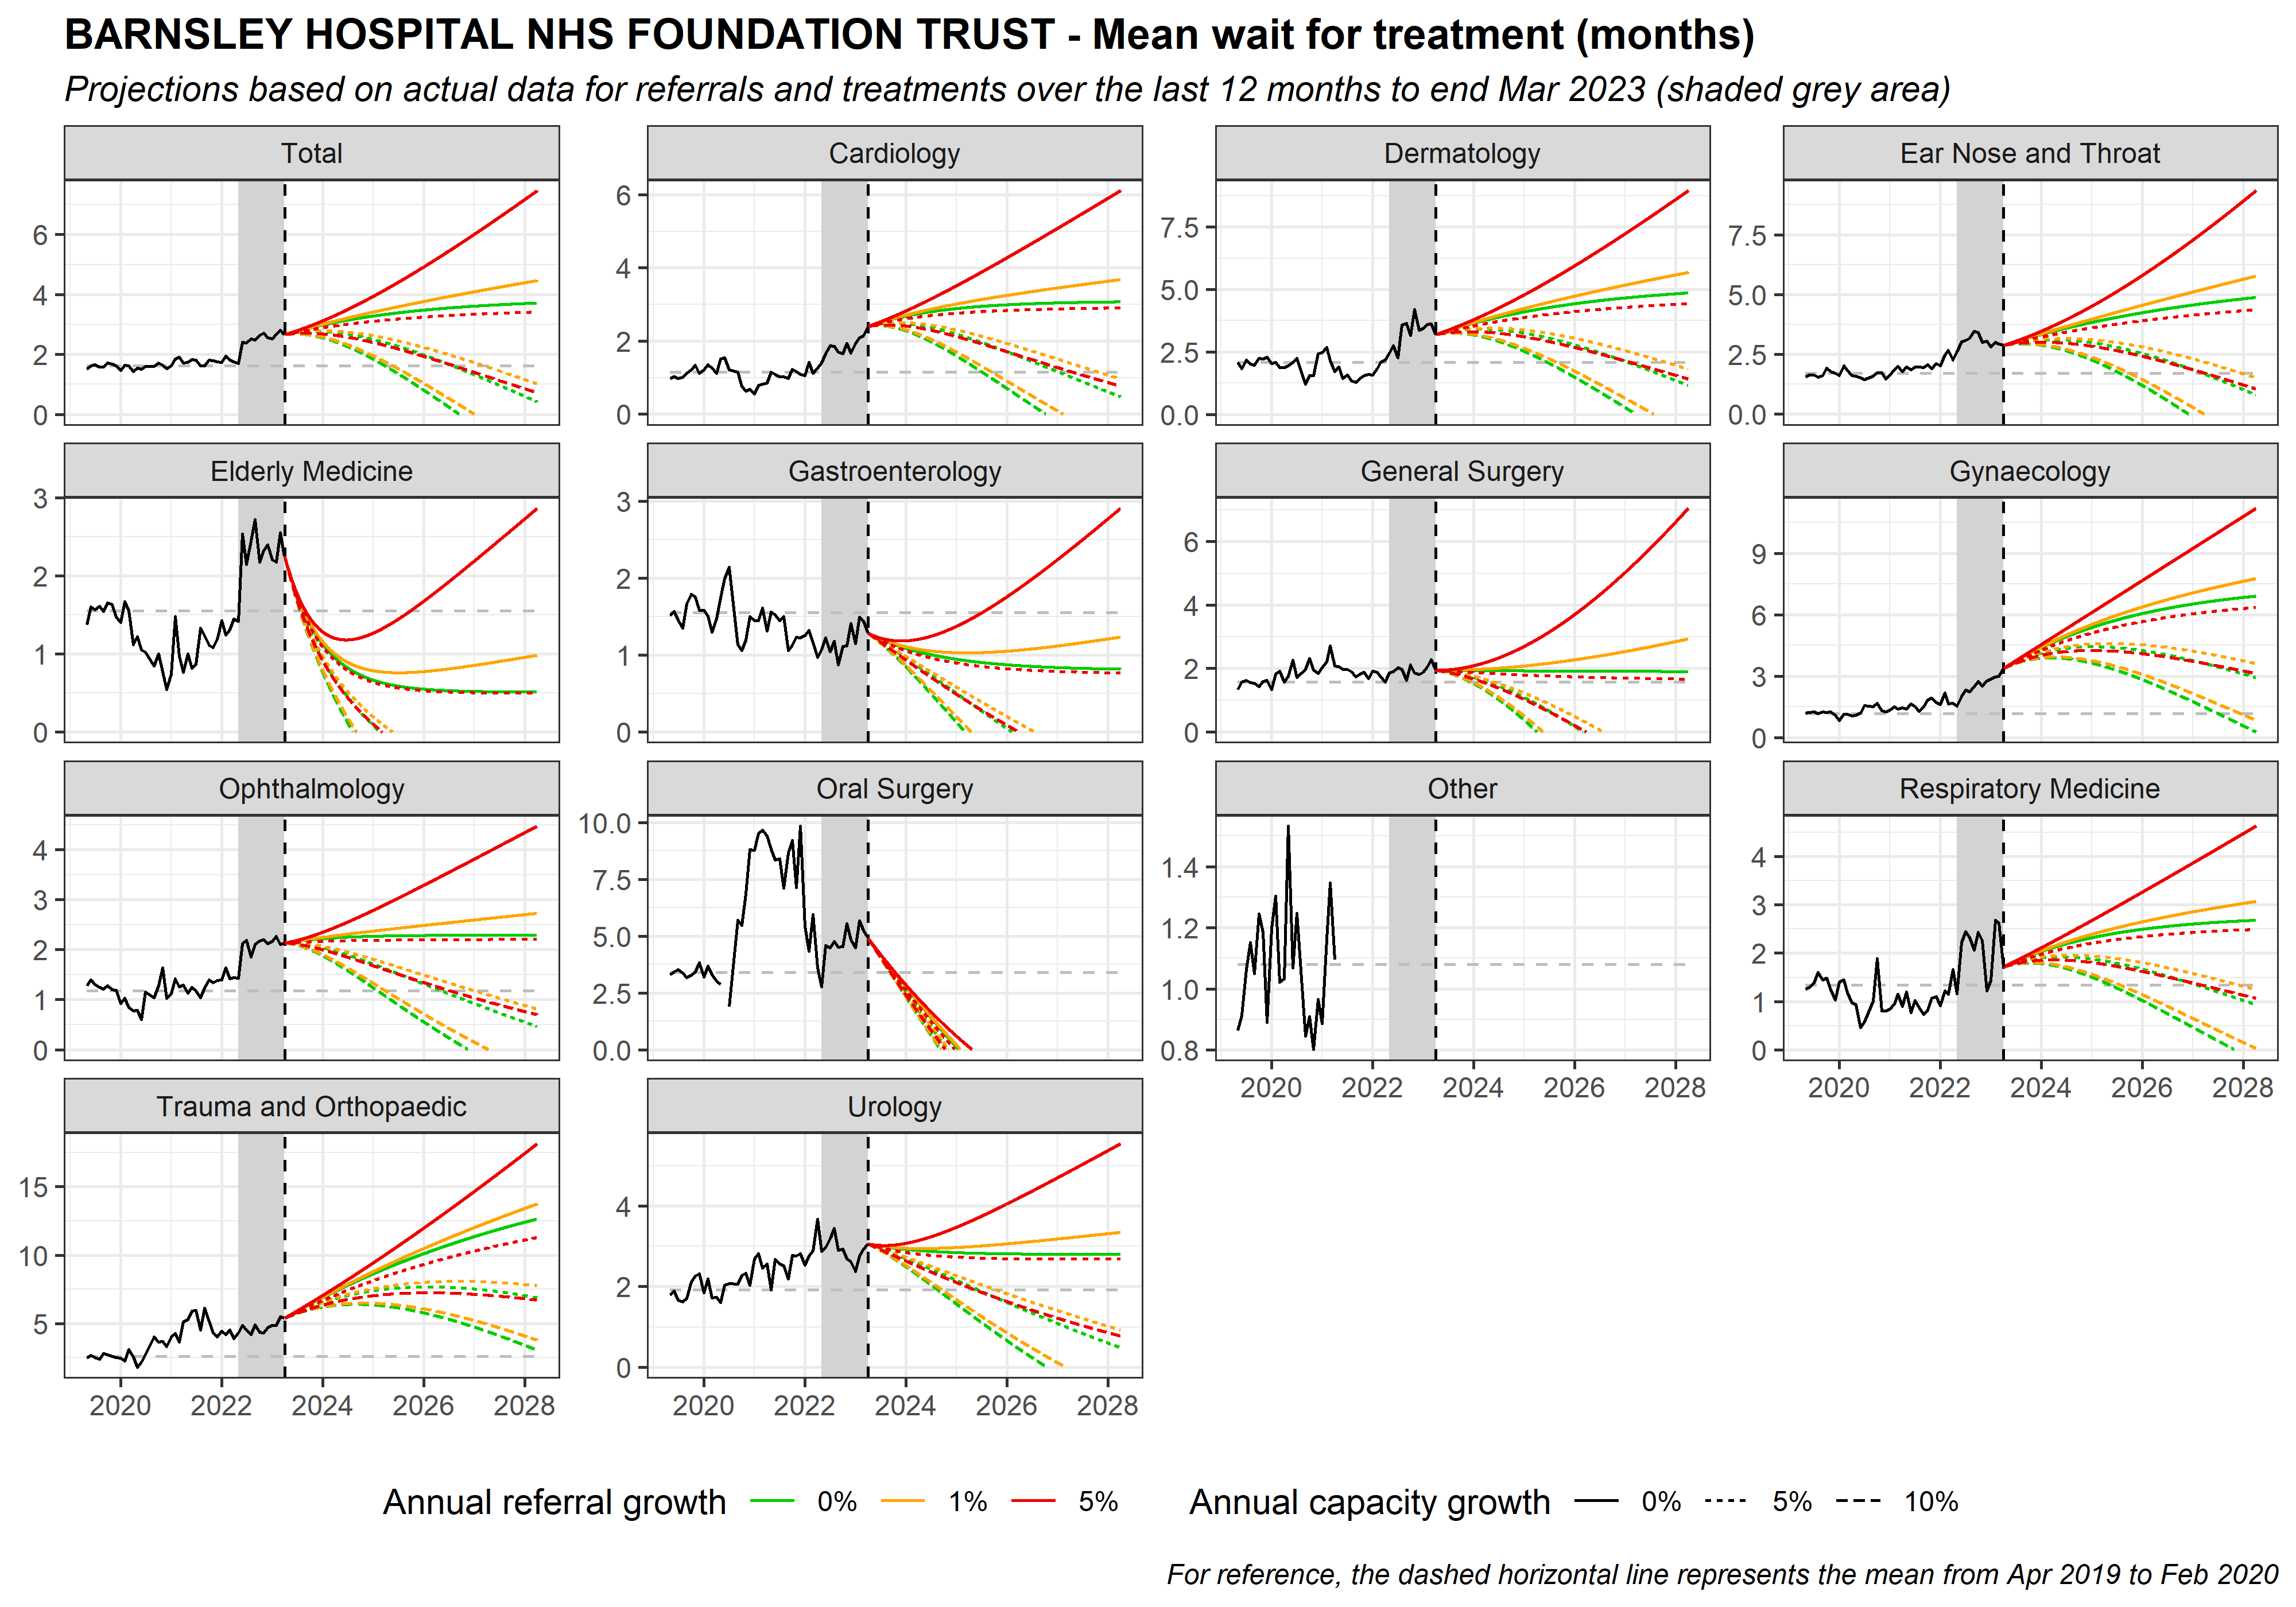 BARNSLEY HOSPITAL NHS FOUNDATION TRUST - Mean wait for treatment (months)
Projections based on actual data for referrals and treatments over the last 12 months to end Mar 2023 (shaded grey area)
Total
Cardiology
Dermatology
Ear Nose and Throat
6
4
2
0
6
4
2
0
7.5
5.0
2.5
0.0
7.5
5.0
2.5
0.0
Elderly Medicine
Gastroenterology
General Surgery
Gynaecology
3
2
1
0
3
2
1
0
6
4
2
0
9
6
3
0
Ophthalmology
Oral Surgery
Other
Respiratory Medicine
4
3
2
1
0
10.0
7.5
5.0
2.5
0.0
1.4
1.2
1.0
0.8
4
3
2
1
0
2020 2022 2024 2026 2028
2020 2022 2024 2026 2028
Trauma and Orthopaedic
Urology
15
10
5
4
2
0
2020 2022 2024 2026 2028
2020 2022 2024 2026 2028
Annual referral growth 0% 1% 5%
Annual capacity growth 0% 5% 10%
For reference, the dashed horizontal line represents the mean from Apr 2019 to Feb 2020